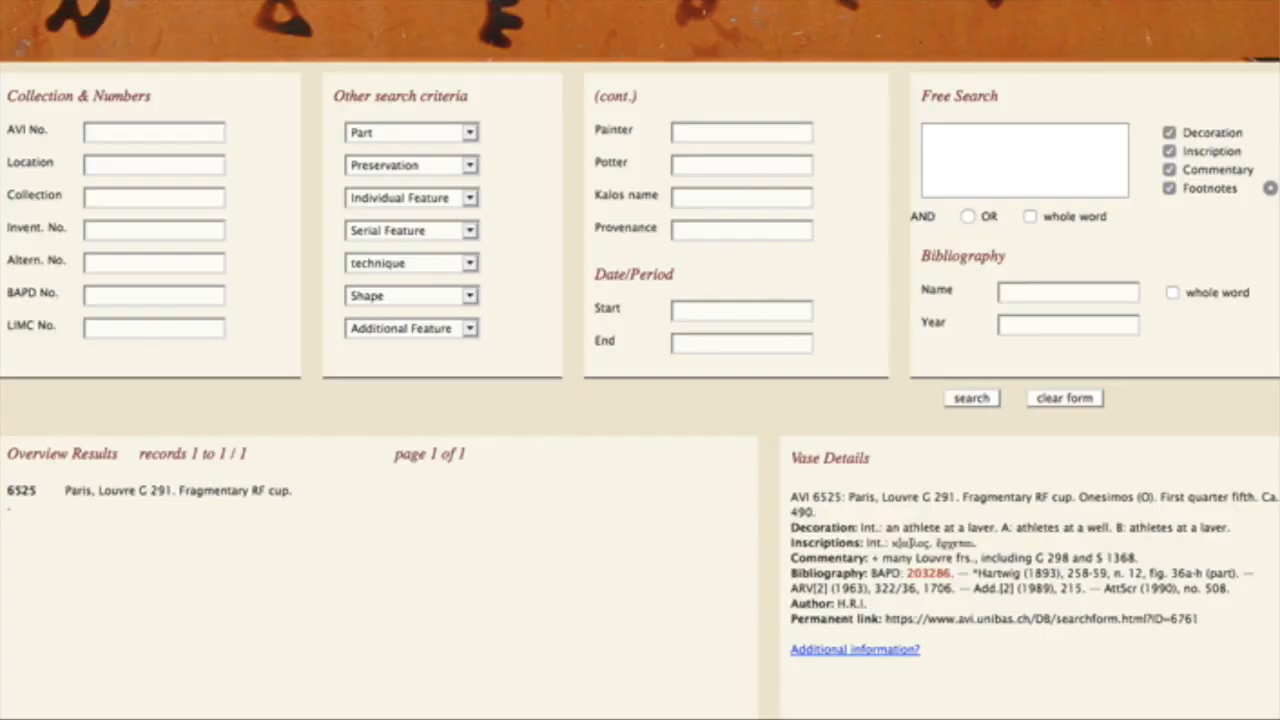 Collection & Numbers
AVI No.
Location
Collection
Invent. No.
Altern. No.
BAPD No.
LIMC No.
Other search criteria
Part
Preservation
Individual Feature
Serial Feature
technique
Shape
Additional Feature
(cont.)
Painter
Potter
Kalos name
Provenance
Date/Period
Start
End
Free Search
Decoration
Inscription
Commentary
Footnotes
AND OR whole word
Bibliography
Name whole word
Year
search clear form
Overview Results records 1 to 1 / 1 page 1 of 1
6525 Paris, Louvre G 291. Fragmentary RF cup.
Vase Details
AVI 6525: Paris, Louvre G 291. Fragmentary RF cup. Onesimos (O). First quarter fifth. Ca.
490.
Decoration: Int.: an athlete at a laver. A: athletes at a well. B: athletes at a laver.
Inscriptions: Int.: κ[α]λος. ἔρχεται.
Commentary: + many Louvre frs., including G 298 and S 1368.
Bibliography: BAPD: 203286. — *Hartwig (1893), 258-59, n. 12, fig. 36a-h (part). —
ARV[2] (1963), 322/36, 1706. — Add.[2] (1989), 215. — AttScr (1990), no. 508.
Author: H.R.I.
Permanent link: https://www.avi.unibas.ch/DB/searchform.html?ID=6761
Additional information?